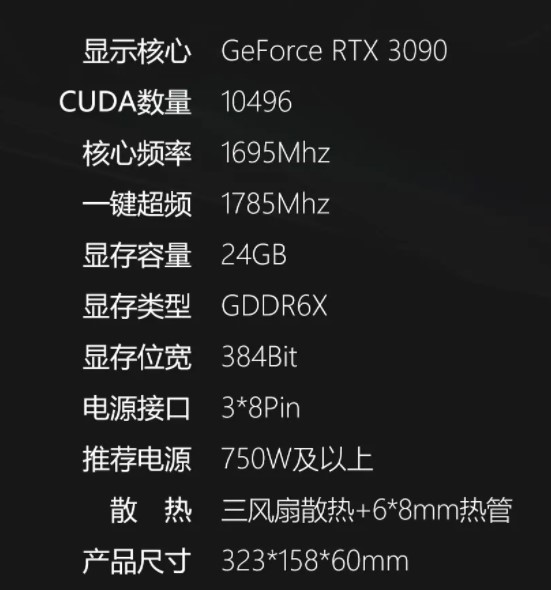 显示核心 GeForce RTX 3090
CUDA数量 10496
核心频率 1695Mhz
一键超频 1785Mhz
显存容量 24GB
显存类型 GDDR6X
显存位宽 384Bit
电源接口 3*8Pin
推荐电源 750W及以上
散 热 三风扇散热+6*8mm热管
产品尺寸 323*158*60mm